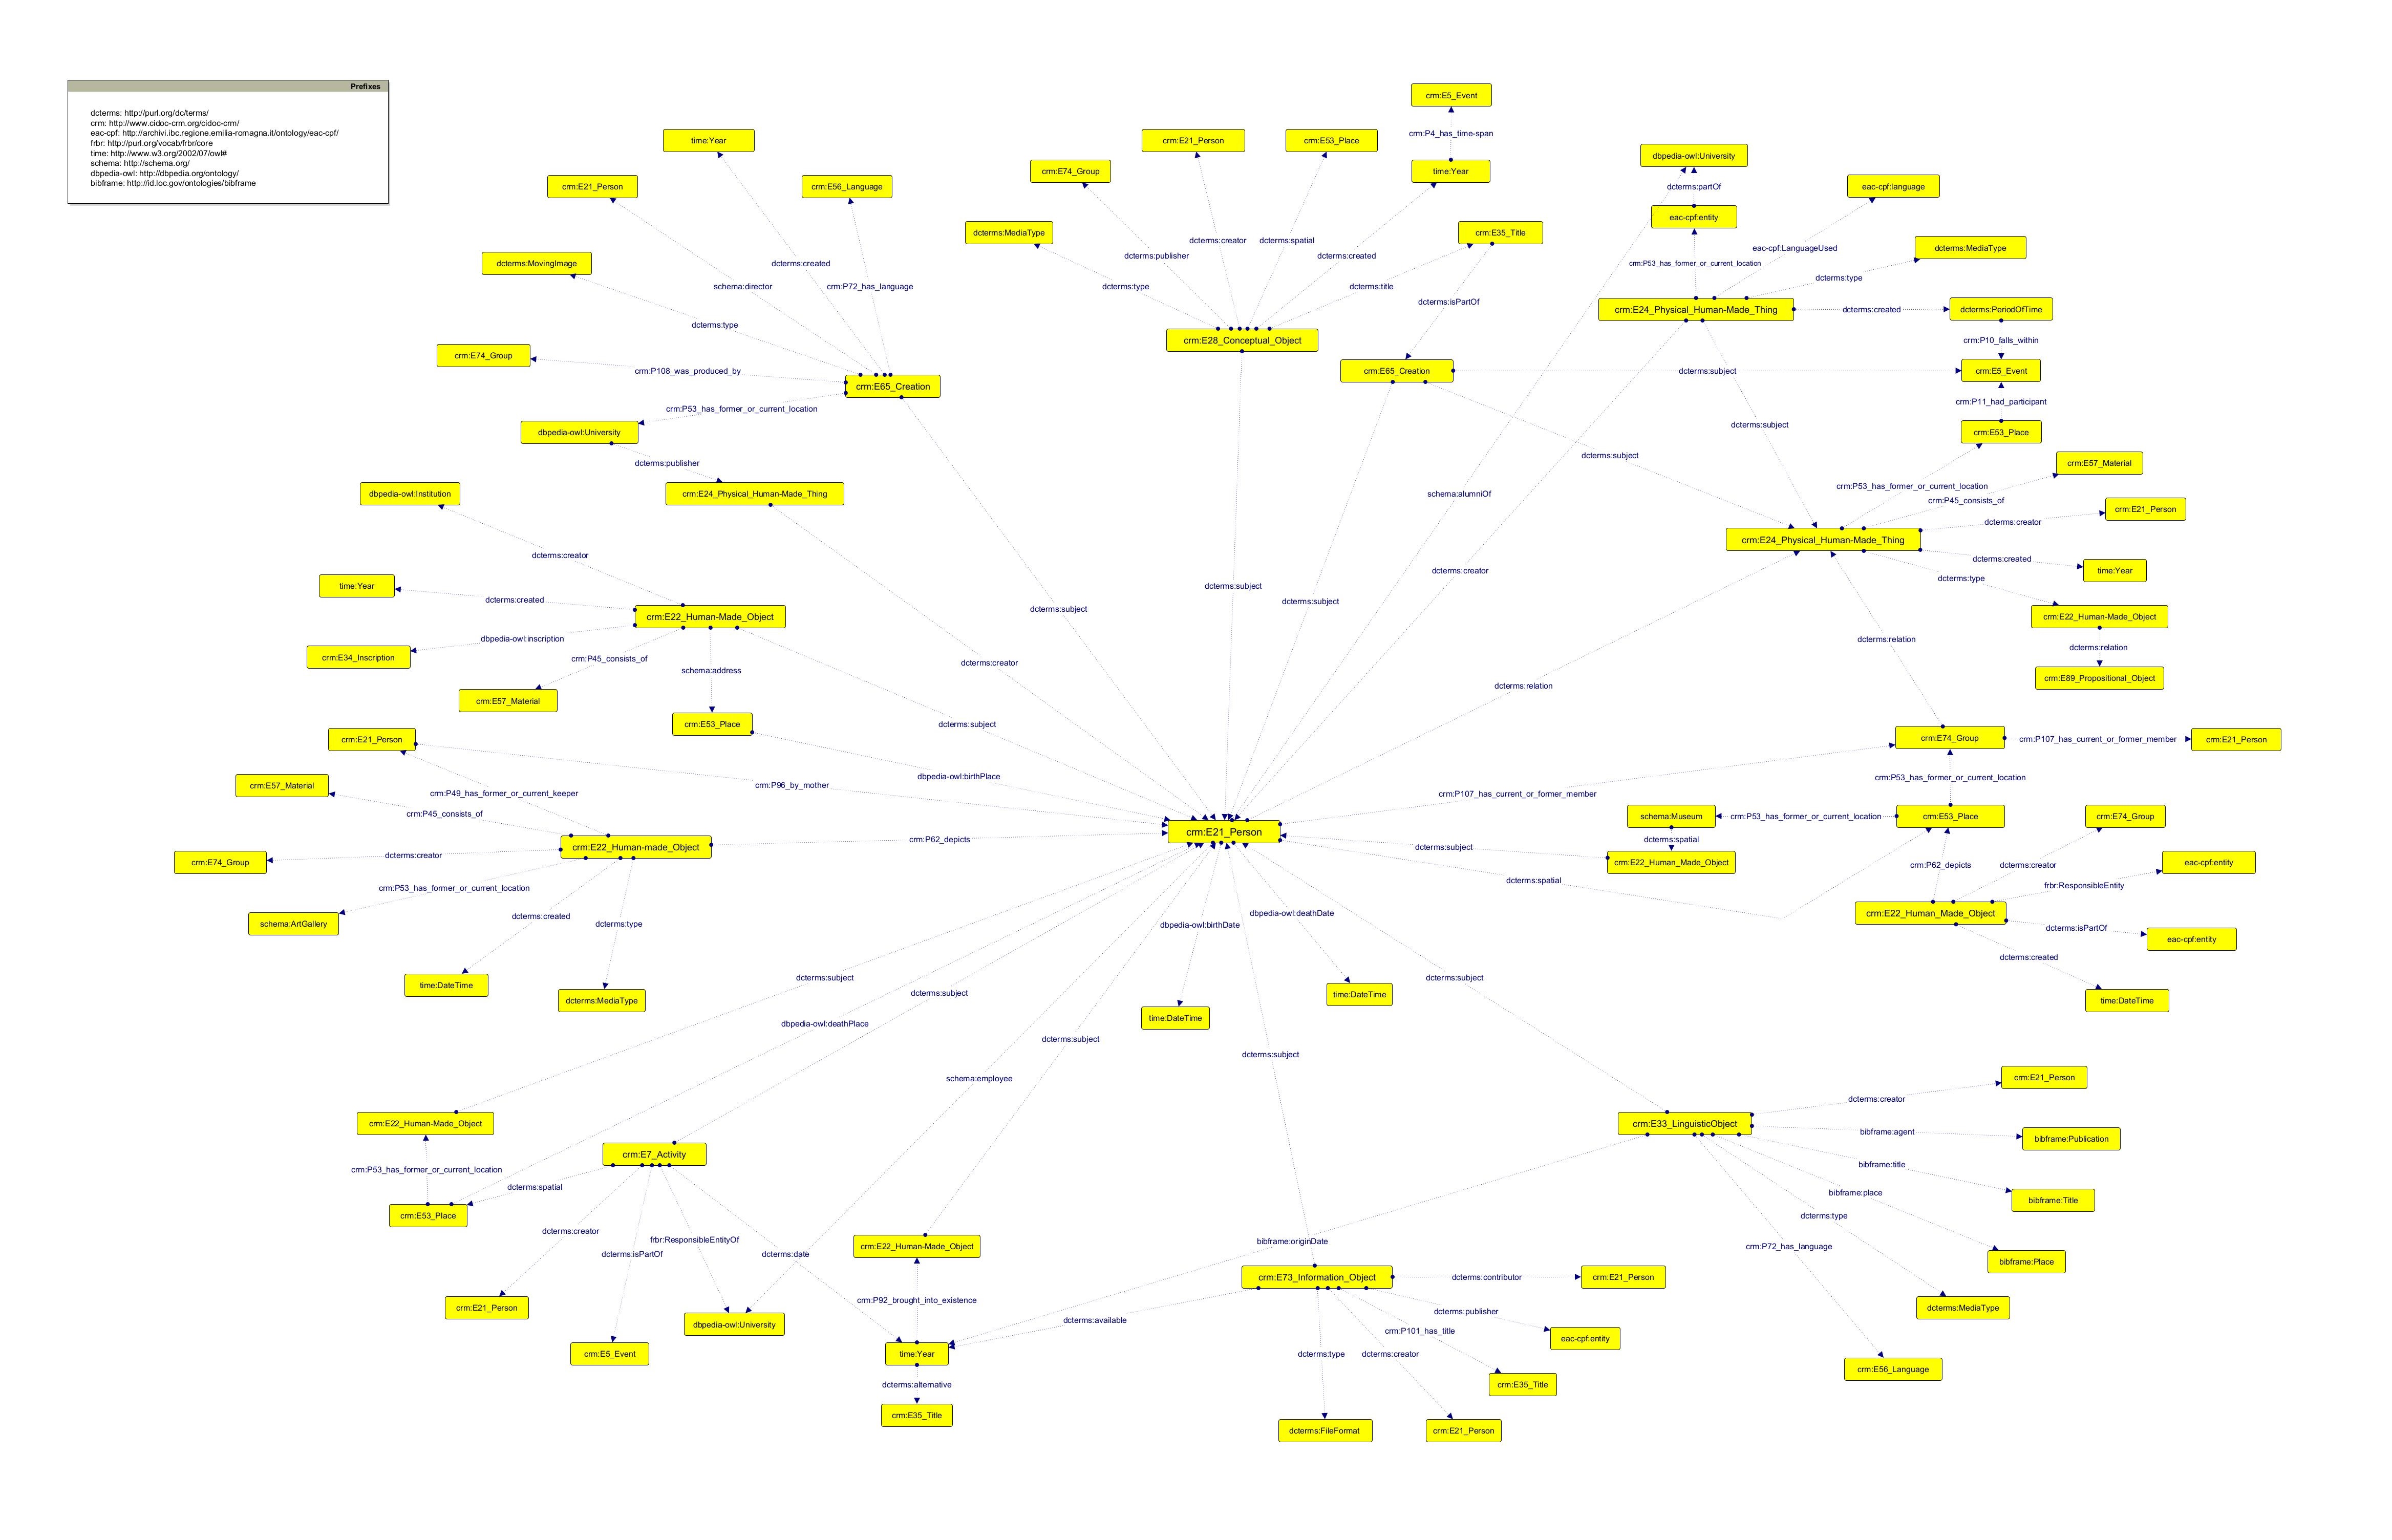 Prefixes
dcterms: http://purl.org/dc/terms/
crm: http://www.cidoc-crm.org/cidoc-crm/
eac-cpf: http://archivi.ibc.regione.emilia-romagna.it/ontology/eac-cpf/
frbr: http://purl.org/vocab/frbr/core
time: http://www.w3.org/2002/07/owl#
schema: http://schema.org/
dbpedia-owl: http://dbpedia.org/ontology/
bibframe: http://id.loc.gov/ontologies/bibframe
time:Year
crm:E21_Person
crm:E56_Language
dcterms:MovingImage
dcterms:created
schema:director
crm:P72_has_language
dcterms:type
crm:E74_Group
crm:P108_was_produced_by
crm:E65_Creation
crm:P53_has_former_or_current_location
dbpedia-owl:University
dcterms:publisher
crm:E24_Physical_Human-Made_Thing
dcterms:subject
dcterms:creator
crm:E5_Event
crm:P4_has_time-span
crm:E21_Person
crm:E53_Place
crm:E74_Group
time:Year
dcterms:MediaType
crm:E35_Title
dcterms:creator
dcterms:spatial
dcterms:publisher
dcterms:created
dcterms:type
dcterms:title
dcterms:isPartOf
crm:E28_Conceptual_Object
crm:E65_Creation
dcterms:subject
dcterms:subject
dcterms:subject
dcterms:subject
dbpedia-owl:University
dcterms:partOf
eac-cpf:entity
eac-cpf:language
eac-cpf:LanguageUsed
dcterms:MediaType
crm:P53_has_former_or_current_location
dcterms:type
crm:E24_Physical_Human-Made_Thing
dcterms:created
dcterms:PeriodOfTime
crm:P10_falls_within
crm:E5_Event
crm:P11_had_participant
dcterms:subject
crm:E53_Place
schema:alumniOf
dcterms:creator
crm:E57_Material
crm:P53_has_former_or_current_location
crm:P45_consists_of
crm:E21_Person
dcterms:creator
crm:E24_Physical_Human-Made_Thing
dcterms:created
time:Year
dcterms:type
crm:E22_Human-Made_Object
dcterms:relation
crm:E89_Propositional_Object
dcterms:relation
dcterms:relation
dbpedia-owl:Institution
dcterms:creator
time:Year
dcterms:created
crm:E22_Human-Made_Object
dbpedia-owl:inscription
crm:E34_Inscription
crm:P45_consists_of
schema:address
crm:E57_Material
crm:E53_Place
dcterms:subject
dbpedia-owl:birthPlace
crm:E21_Person
crm:P96_by_mother
crm:E57_Material
crm:P49_has_former_or_current_keeper
crm:P45_consists_of
crm:E22_Human-made_Object
crm:P62_depicts
crm:E74_Group
dcterms:creator
crm:P53_has_former_or_current_location
schema:ArtGallery
dcterms:created
dcterms:type
time:DateTime
dcterms:MediaType
crm:E21_Person
crm:E74_Group
crm:P107_has_current_or_former_member
crm:E21_Person
crm:P53_has_former_or_current_location
crm:P107_has_current_or_former_member
schema:Museum
crm:P53_has_former_or_current_location
crm:E53_Place
crm:E74_Group
dcterms:spatial
dcterms:subject
crm:E22_Human_Made_Object
crm:P62_depicts
dcterms:creator
eac-cpf:entity
dcterms:spatial
frbr:ResponsibleEntity
crm:E22_Human_Made_Object
dcterms:isPartOf
eac-cpf:entity
dcterms:created
time:DateTime
dbpedia-owl:birthDate
dbpedia-owl:deathDate
time:DateTime
time:DateTime
dcterms:subject
dcterms:subject
dcterms:subject
dbpedia-owl:deathPlace
dcterms:subject
schema:employee
dcterms:subject
crm:E22_Human-Made_Object
crm:P53_has_former_or_current_location
crm:E53_Place
crm:E7_Activity
dcterms:spatial
dcterms:creator
dcterms:isPartOf
frbr:ResponsibleEntityOf
dcterms:date
crm:E21_Person
crm:E5_Event
dbpedia-owl:University
crm:E22_Human-Made_Object
crm:P92_brought_into_existence
time:Year
dcterms:alternative
crm:E35_Title
bibframe:originDate
crm:E73_Information_Object
dcterms:contributor
crm:E21_Person
dcterms:available
dcterms:publisher
eac-cpf:entity
crm:P101_has_title
dcterms:type
dcterms:creator
crm:E35_Title
dcterms:FileFormat
crm:E21_Person
crm:E33_LinguisticObject
crm:E21_Person
dcterms:creator
bibframe:agent
bibframe:Publication
bibframe:title
bibframe:Title
bibframe:place
dcterms:type
crm:P72_has_language
bibframe:Place
dcterms:MediaType
crm:E56_Language